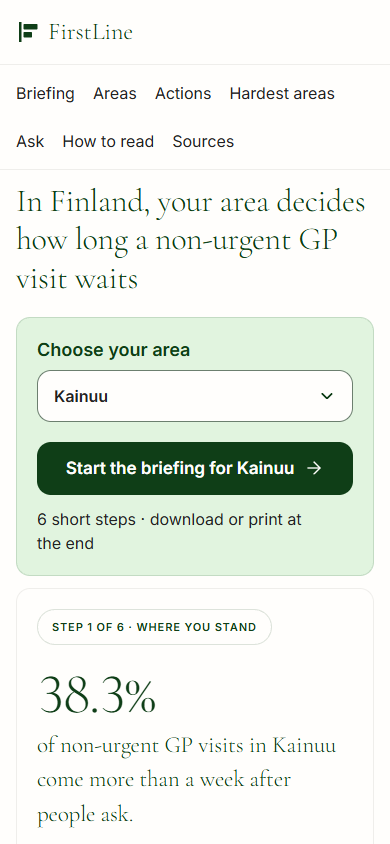 FirstLine
Briefing Areas Actions Hardest areas
Ask How to read Sources
In Finland, your area decides
how long a non-urgent GP
visit waits
Choose your area
Kainuu
Start the briefing for Kainuu →
6 short steps · download or print at
the end
STEP 1 OF 6 · WHERE YOU STAND
38.3%
of non-urgent GP visits in Kainuu
come more than a week after
people ask.